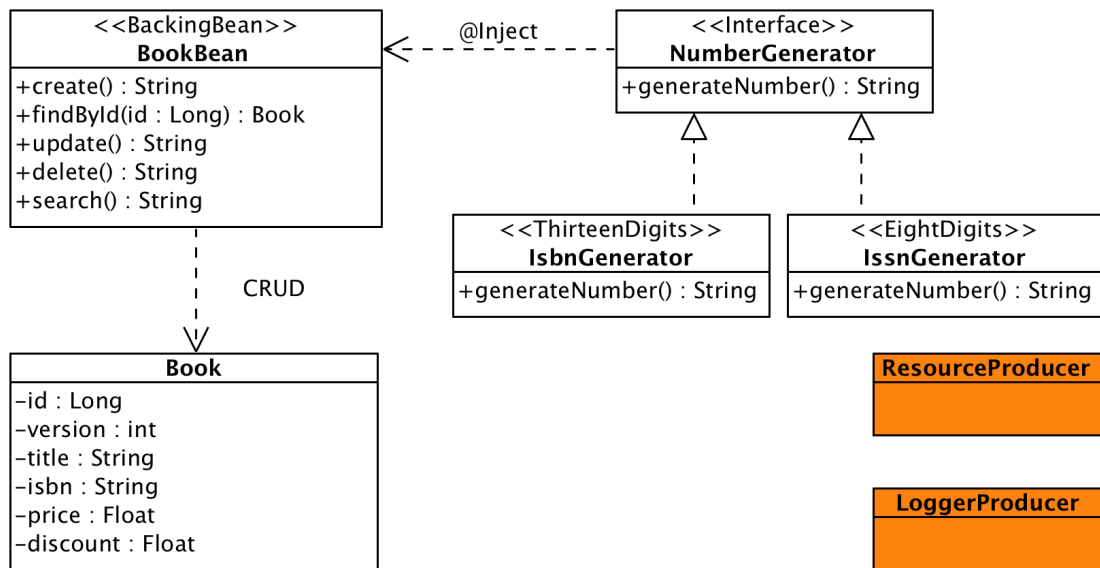 <<BackingBean>>
BookBean
+create() : String
+findById(id : Long) : Book
+update() : String
+delete() : String
+search() : String
@Inject
<<Interface>>
NumberGenerator
+generateNumber() : String
<<ThirteenDigits>>
IsbnGenerator
+generateNumber() : String
<<EightDigits>>
IssnGenerator
+generateNumber() : String
CRUD
Book
-id : Long
-version : int
-title : String
-isbn : String
-price : Float
-discount : Float
ResourceProducer
LoggerProducer